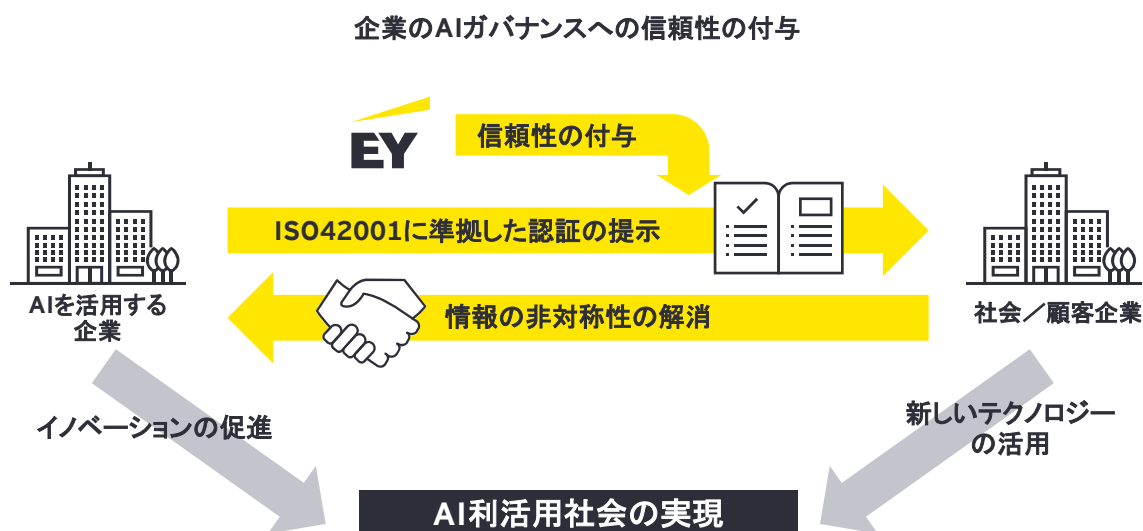 企業のAIガバナンスへの信頼性の付与
EY
信頼性の付与
ISO42001に準拠した認証の提示
AIを活用する
企業
情報の非対称性の解消
社会／顧客企業
イノベーションの促進
新しいテクノロジー
の活用
AI利活用社会の実現